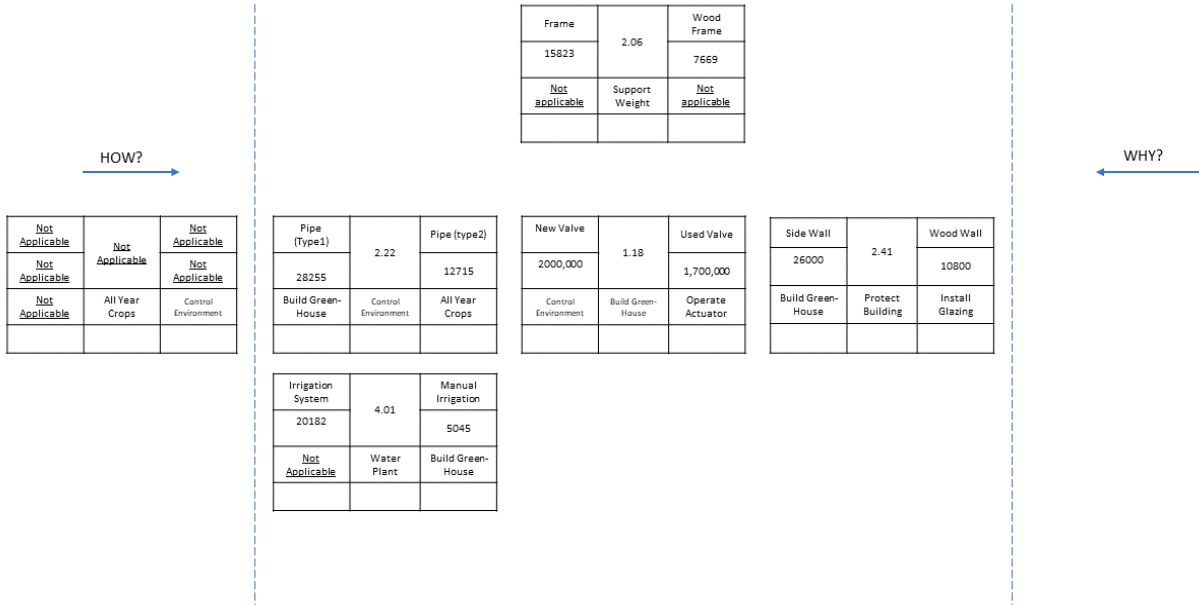 Frame
2.06
Wood
Frame
15823
7669
Not
applicable
Support
Weight
Not
applicable
HOW?
WHY?
Not
Applicable
Not
Applicable
Not
Applicable
Not
Applicable
Not
Applicable
Not
Applicable
All Year
Crops
Control
Environment
Pipe
(Type1)
2.22
Pipe (type2)
28255
12715
Build Green-
House
Control
Environment
All Year
Crops
New Valve
1.18
Used Valve
2000,000
1,700,000
Control
Environment
Build Green-
House
Operate
Actuator
Side Wall
2.41
Wood Wall
26000
10800
Build Green-
House
Protect
Building
Install
Glazing
Irrigation
System
4.01
Manual
Irrigation
20182
5045
Not
Applicable
Water
Plant
Build Green-
House